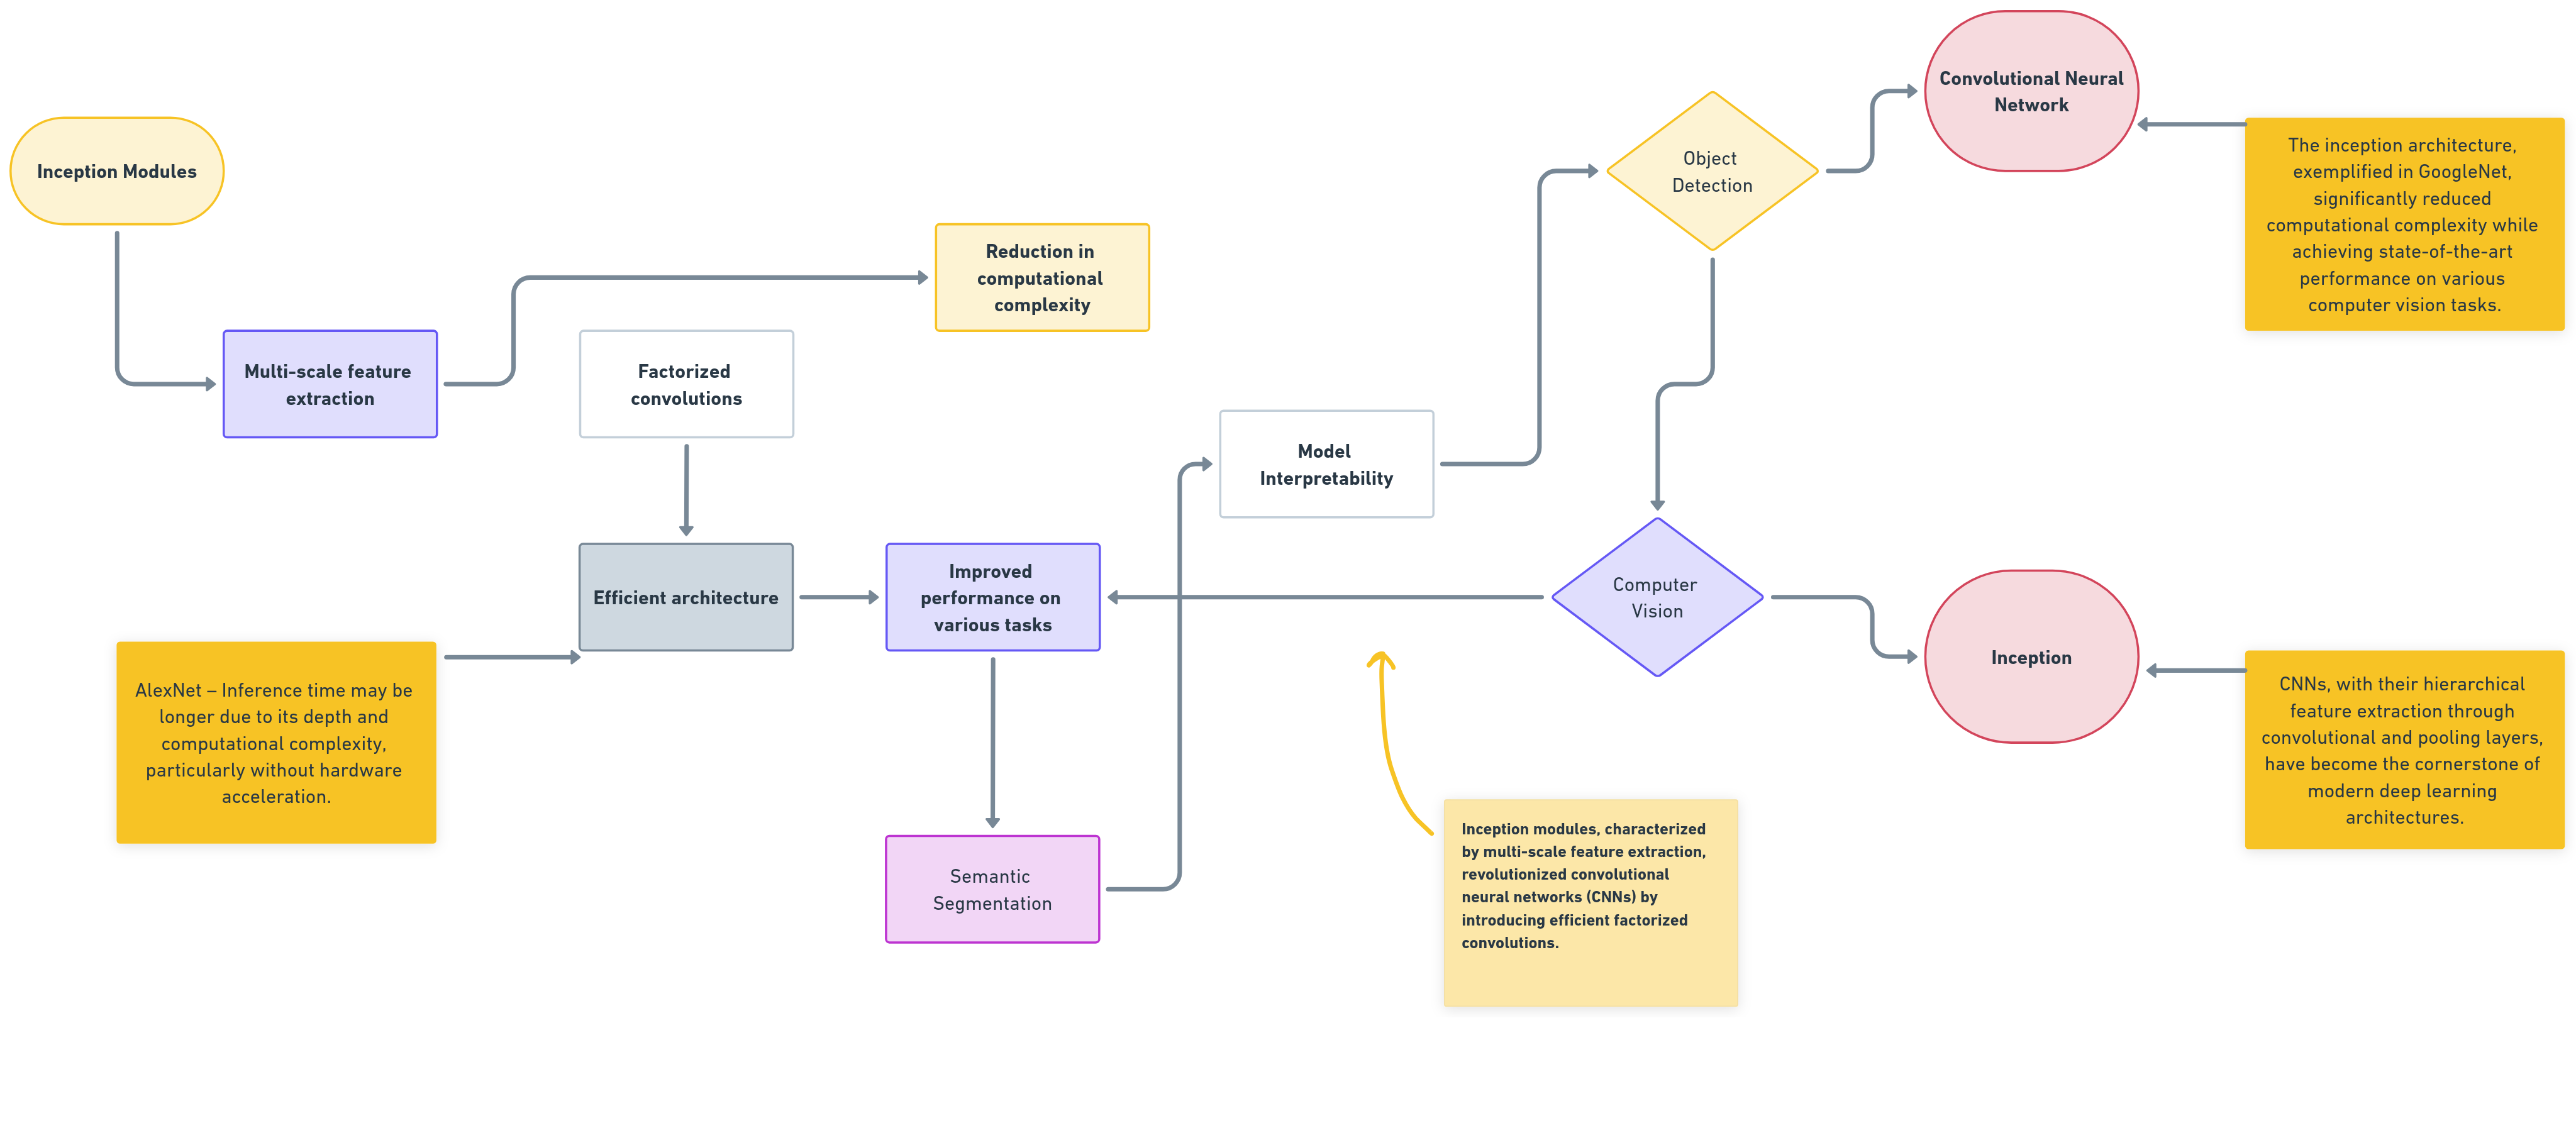 Convolutional Neural
Network
Inception Modules
Object
Detection
The inception architecture,
exemplified in GoogleNet,
significantly reduced
computational complexity while
achieving state-of-the-art
performance on various
computer vision tasks.
Reduction in
computational
complexity
Multi-scale feature
extraction
Factorized
convolutions
Model
Interpretability
Efficient architecture
Improved
performance on
various tasks
Computer
Vision
Inception
AlexNet – Inference time may be
longer due to its depth and
computational complexity,
particularly without hardware
acceleration.
CNNs, with their hierarchical
feature extraction through
convolutional and pooling layers,
have become the cornerstone of
modern deep learning
architectures.
Semantic
Segmentation
Inception modules, characterized
by multi-scale feature extraction,
revolutionized convolutional
neural networks (CNNs) by
introducing efficient factorized
convolutions.